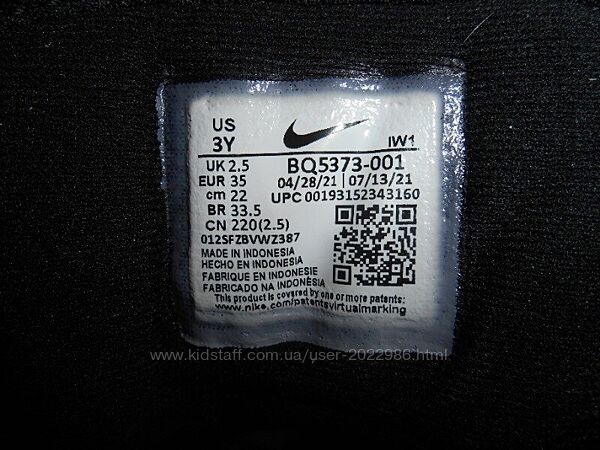 US
3Y
IW1
UK 2.5
BQ5373-001
EUR 35
04/28/21 | 07/13/21
cm 22
UPC 00193152343160
BR 33.5
CN 220(2.5)
012SFZBVWZ387
MADE IN INDONESIA
HECHO EN INDONESIA
FABRIQUE EN INDONESIE
FABRICADO NA INDONÉSIA
This product is covered by one or more patents:
www.nike.com/patentsvirtualmarking
www.kidstaff.com.ua/user-2022986.html